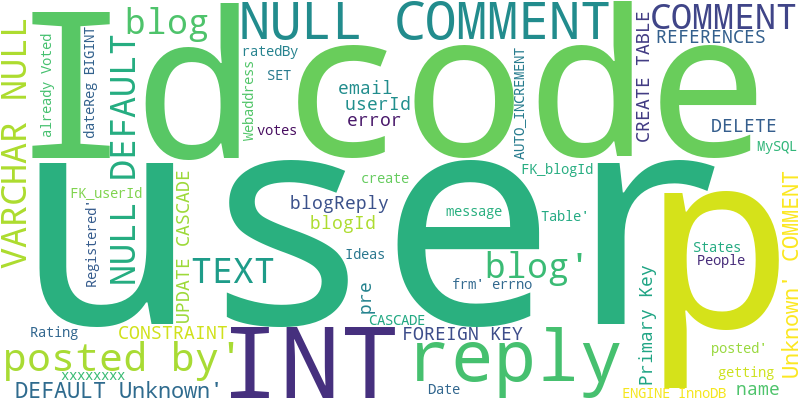 blog
NULL COMMENT
COMMENT
REFERENCES
already Voted
dateReg BIGINT
VARCHAR NULL
NULL DEFAULT
Id
code
ratedBy
SET
Webaddress
votes
email
userId
error
AUTO_INCREMENT
CREATE TABLE
DELETE
MySQL
user
p
FK_userId
Registered'
UPDATE CASCADE
create
FK_blogId
blogReply
blogId
message
Table'
TEXT
Ideas
blog'
frm' errno
pre
States
People
Unknown' COMMENT
Primary Key
CASCADE
Rating
CONSTRAINT
INT
FOREIGN KEY
reply
posted by'
xxxxxxxx
DEFAULT Unknown'
Date
posted'
getting
name
ENGINE InnoDB